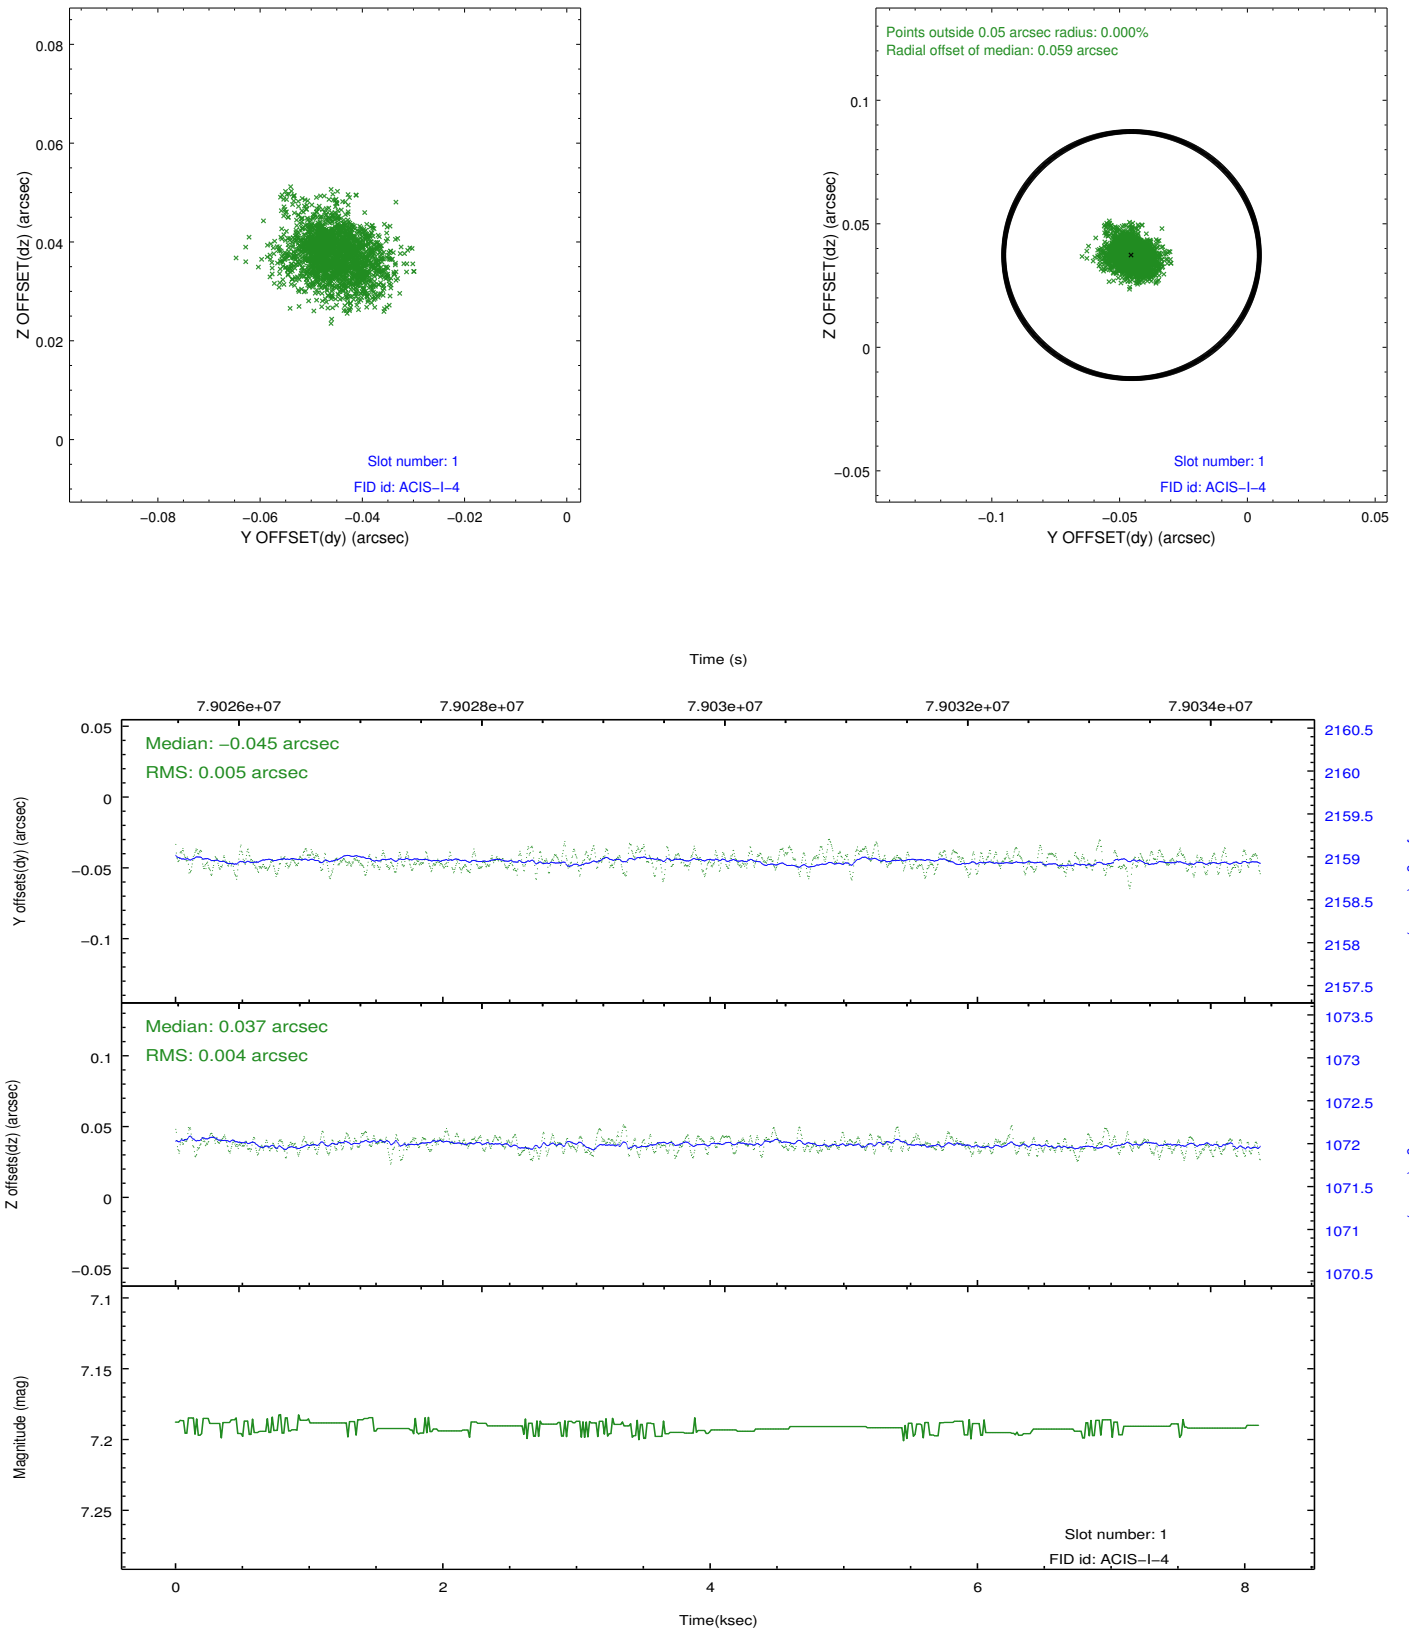 0.08
0.06
0.04
0.02
0
Z OFFSET(dz) (arcsec)
Slot number: 1
FID id: ACIS−I−4
−0.08 −0.06 −0.04 −0.02 0
Y OFFSET(dy) (arcsec)
Points outside 0.05 arcsec radius: 0.000%
Radial offset of median: 0.059 arcsec
0.1
0.05
0
−0.05
Z OFFSET(dz) (arcsec)
Slot number: 1
FID id: ACIS−I−4
−0.1 −0.05 0 0.05
Y OFFSET(dy) (arcsec)
Time (s)
7.9026e+07 7.9028e+07 7.903e+07 7.9032e+07 7.9034e+07
Median: −0.045 arcsec
RMS: 0.005 arcsec
0.05
0
−0.05
−0.1
Y offsets(dy) (arcsec)
2160.5
2160
2159.5
2159
2158.5
2158
2157.5
Median: 0.037 arcsec
RMS: 0.004 arcsec
0.1
0.05
0
−0.05
Z offsets(dz) (arcsec)
1073.5
1073
1072.5
1072
1071.5
1071
1070.5
7.1
7.15
7.2
7.25
Magnitude (mag)
Slot number: 1
FID id: ACIS−I−4
0 2 4 6 8
Time(ksec)